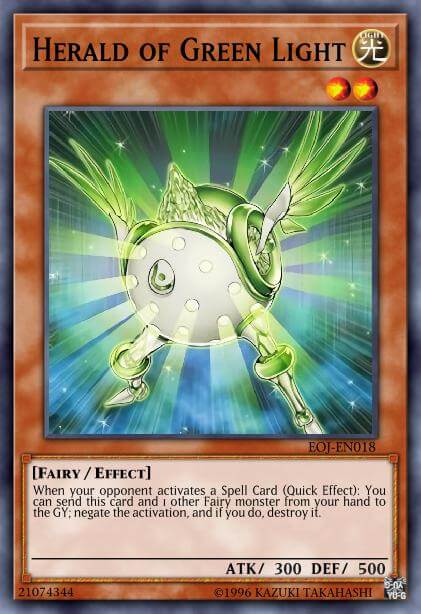 HERALD OF GREEN LIGHT
LIGHT
光
EOJ-EN018
[FAIRY / EFFECT]
When your opponent activates a Spell Card (Quick Effect): You
can send this card and 1 other Fairy monster from your hand to
the GY; negate the activation, and if you do, destroy it.
ATK/ 300 DEF/ 500
21074344
©1996 KAZUKI TAKAHASHI